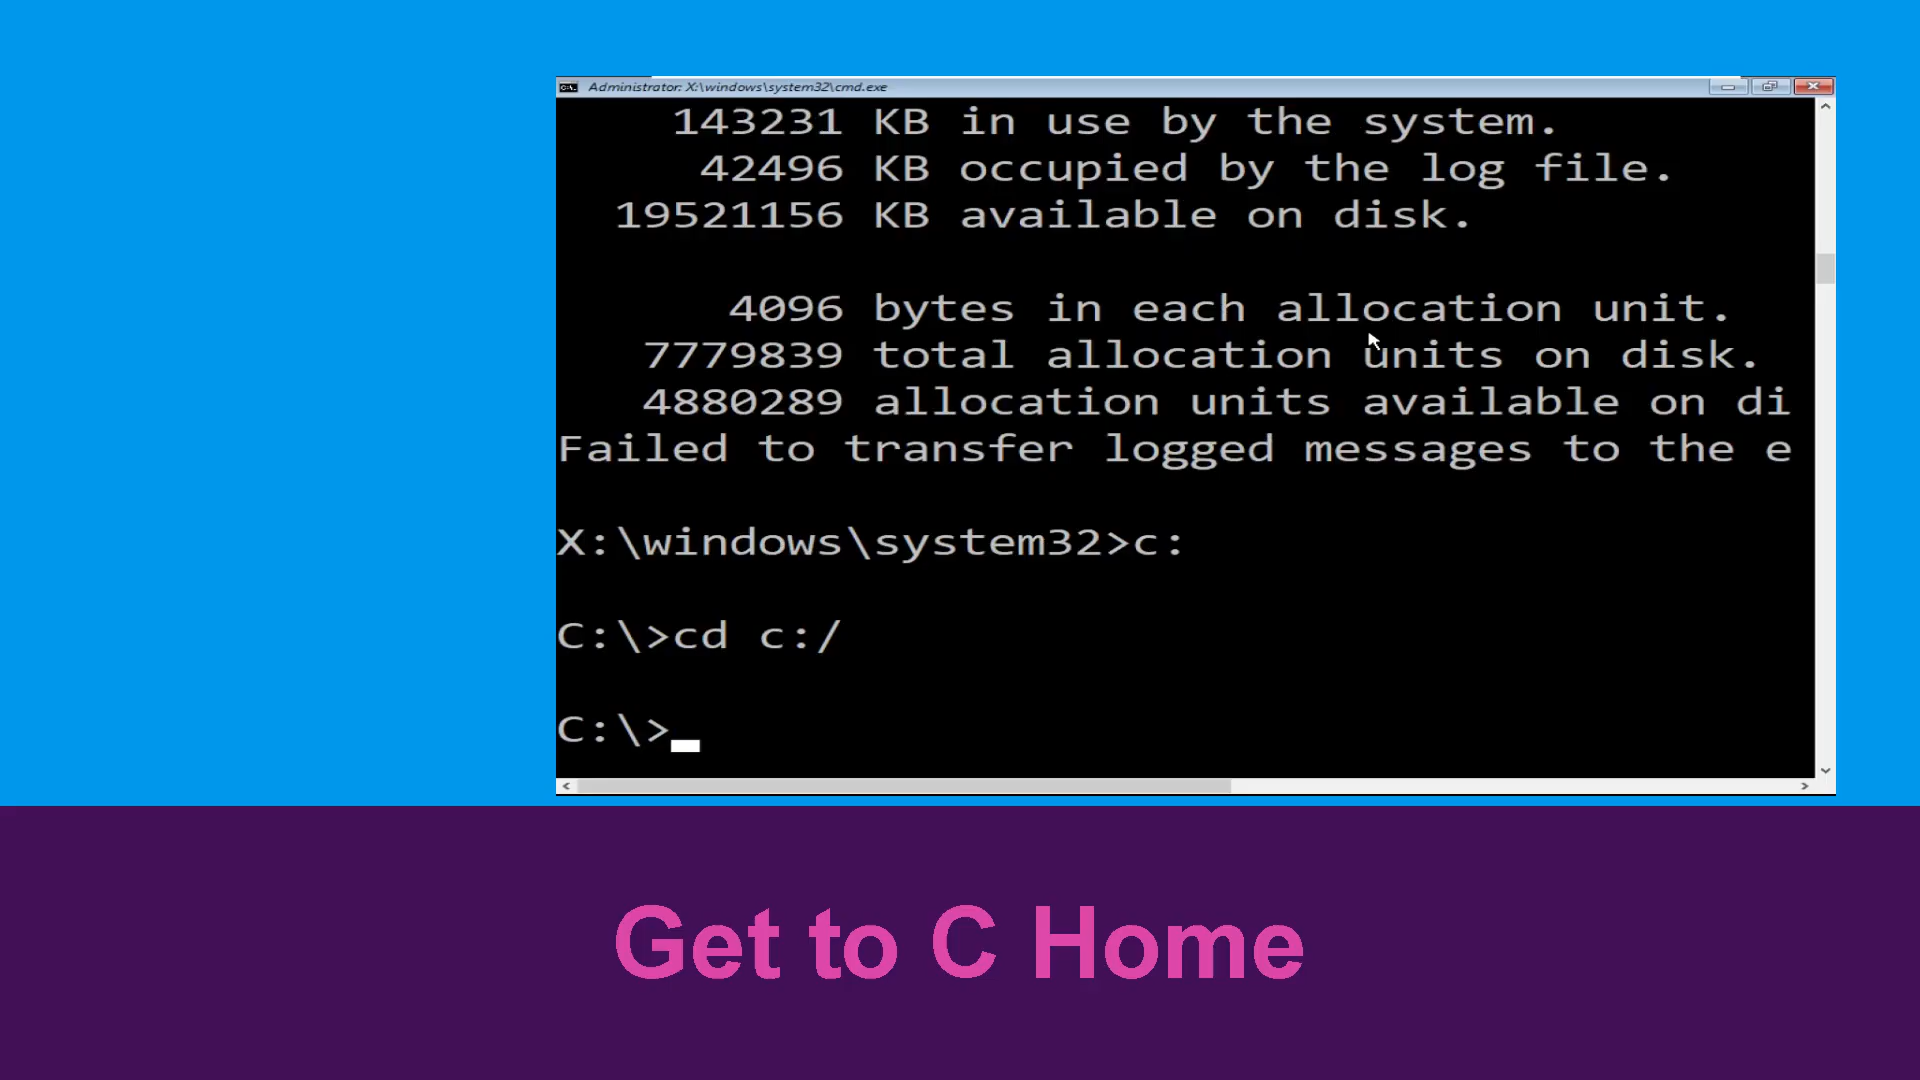 Administrator: X:\windows\system32\cmd.exe
143231 KB in use by the system.
42496 KB occupied by the log file.
19521156 KB available on disk.
4096 bytes in each allocation unit.
7779839 total allocation units on disk.
4880289 allocation units available on di
Failed to transfer logged messages to the e
X:\windows\system32>c:
C:\>cd c:/
C:\>
Get to C Home